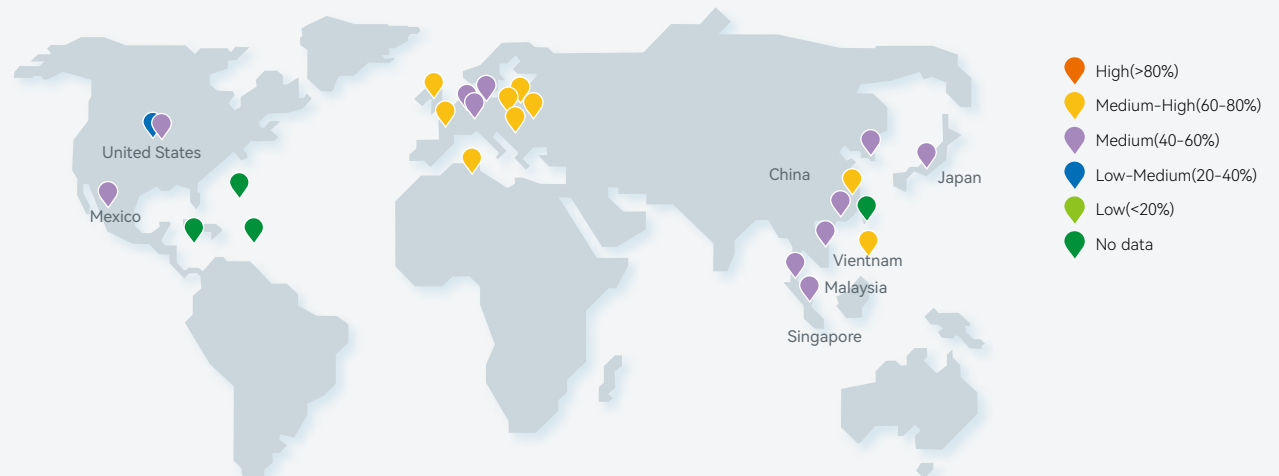 United States
Mexico
China
Japan
Vientnam
Malaysia
Singapore
High(>80%)
Medium-High(60-80%)
Medium(40-60%)
Low-Medium(20-40%)
Low(<20%)
No data